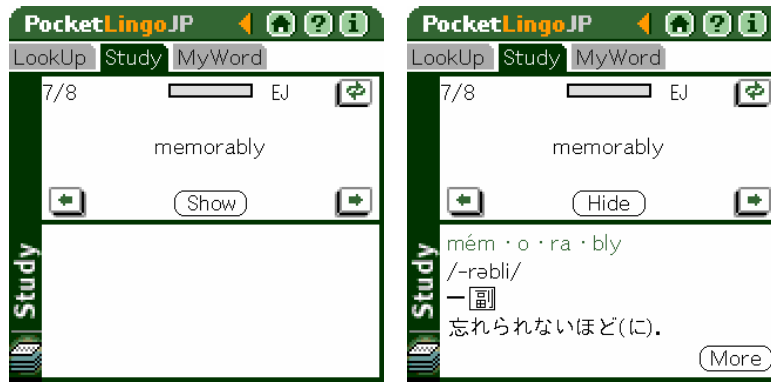 PocketLingoJP ? i
LookUp Study MyWord
7/8 EJ
memorably
Show
Study
PocketLingoJP ? i
LookUp Study MyWord
7/8 EJ
memorably
Hide
mém・o・ra・bly
/-rəbli/
―副
忘れられないほど(に).
More
Study